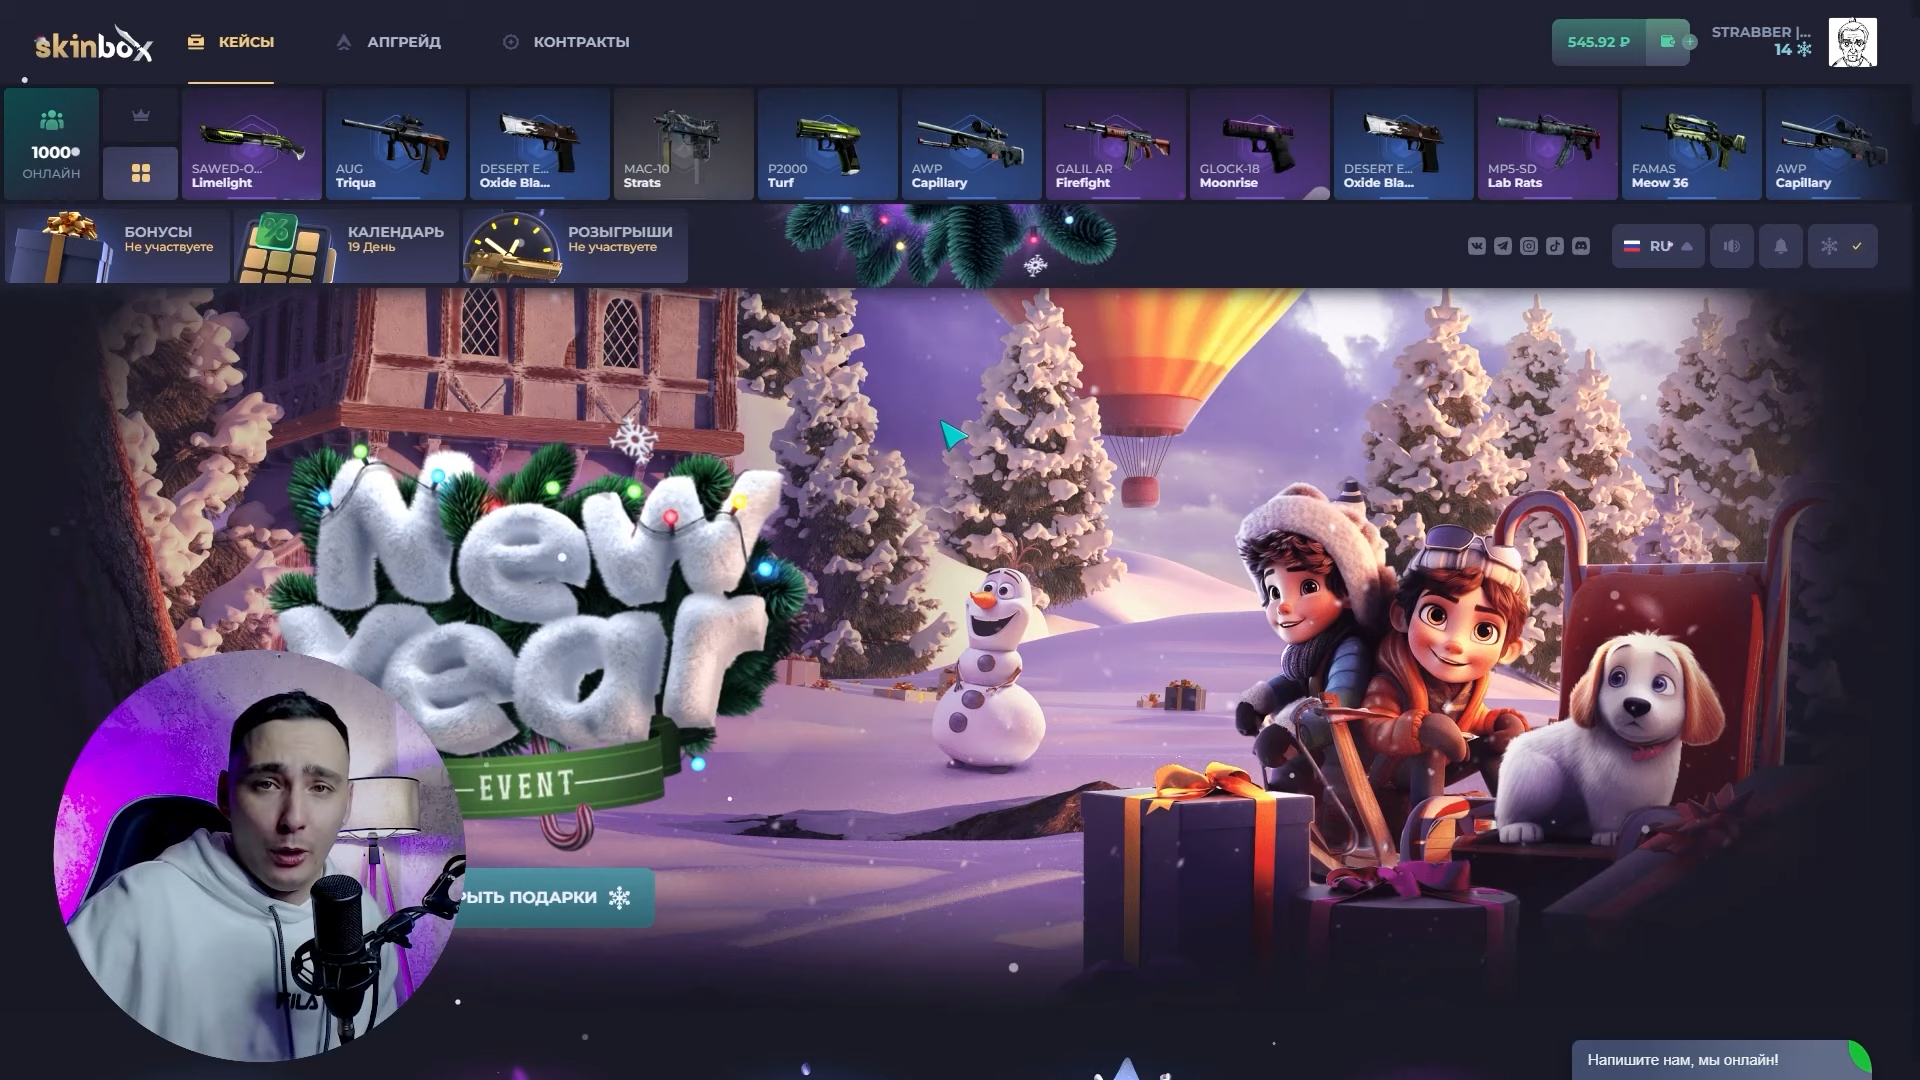 skinbox
КЕЙСЫ
АПГРЕЙД
КОНТРАКТЫ
545.92 ₽
STRABBER |...
14
1000
ОНЛАЙН
SAWED-O...
Limelight
AUG
Triqua
DESERT E...
Oxide Bla...
MAC-10
Strats
P2000
Turf
AWP
Capillary
GALIL AR
Firefight
GLOCK-18
Moonrise
DESERT E...
Oxide Bla...
MP5-SD
Lab Rats
FAMAS
Meow 36
AWP
Capillary
БОНУСЫ
Не участвуете
КАЛЕНДАРЬ
19 День
РОЗЫГРЫШИ
Не участвуете
RU
New
Year
EVENT
РЫТЬ ПОДАРКИ
FILA
Напишите нам, мы онлайн!